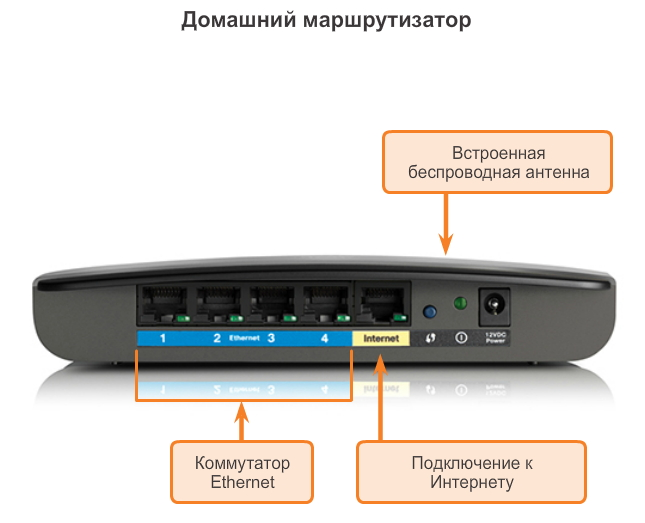 Домашний маршрутизатор
Встроенная
беспроводная антенна
1 2 Ethernet 3 4 Internet 12VDC
Power
Коммутатор
Ethernet
Подключение к
Интернету